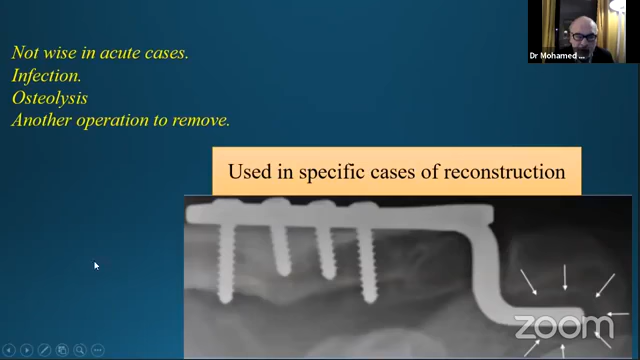 Not wise in acute cases.
Infection.
Osteolysis
Another operation to remove.
Used in specific cases of reconstruction
Dr Mohamed ...
zoom